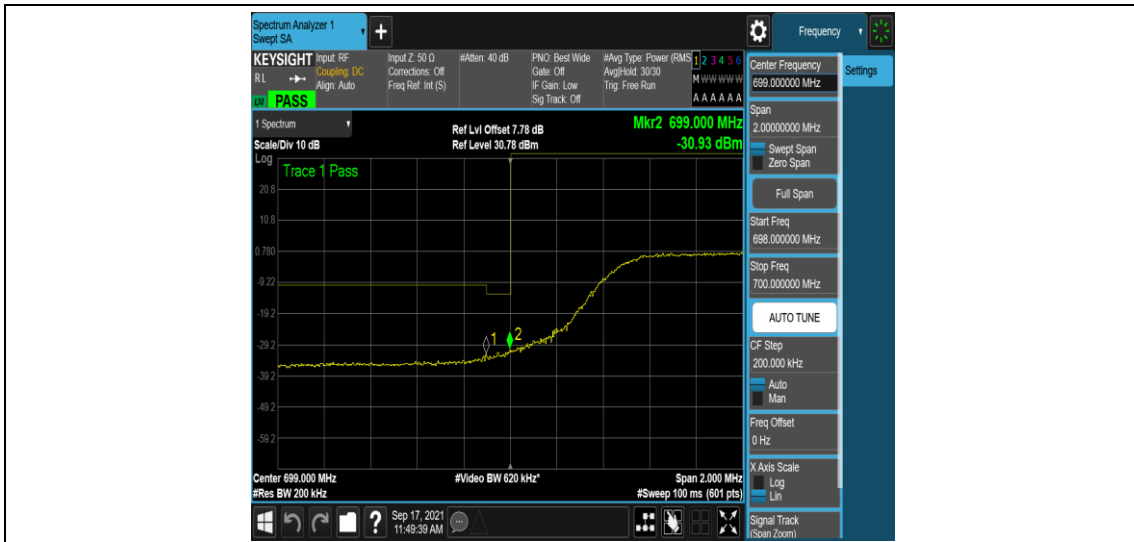 Spectrum Analyzer 1
Swept SA
+
Frequency
KEYSIGHT
RL
PASS
Input: RF
Coupling: DC
Align: Auto
Input Z: 50 Ω
Corrections: Off
Freq Ref: Int (S)
#Atten: 40 dB
PNO: Best Wide
Gate: Off
IF Gain: Low
Sig Track: Off
#Avg Type: Power (RMS
Avg|Hold: 30/30
Trig: Free Run
1 2 3 4 5 6
M W W W W W
A A A A A A
Center Frequency
699.000000 MHz
Settings
Span
2.00000000 MHz
Swept Span
Zero Span
Full Span
Start Freq
698.000000 MHz
Stop Freq
700.000000 MHz
AUTO TUNE
CF Step
200.000 kHz
Auto
Man
Freq Offset
0 Hz
X Axis Scale
Log
Lin
Signal Track
(Span Zoom)
1 Spectrum
Scale/Div 10 dB
Ref Lvl Offset 7.78 dB
Ref Level 30.78 dBm
Mkr2 699.000 MHz
-30.93 dBm
Log
Trace 1 Pass
20.8
10.8
0.780
-9.22
-19.2
-29.2
-39.2
-49.2
-59.2
1
2
Center 699.000 MHz
#Res BW 200 kHz
#Video BW 620 kHz*
Span 2.000 MHz
#Sweep 100 ms (601 pts)
?
Sep 17, 2021
11:49:39 AM